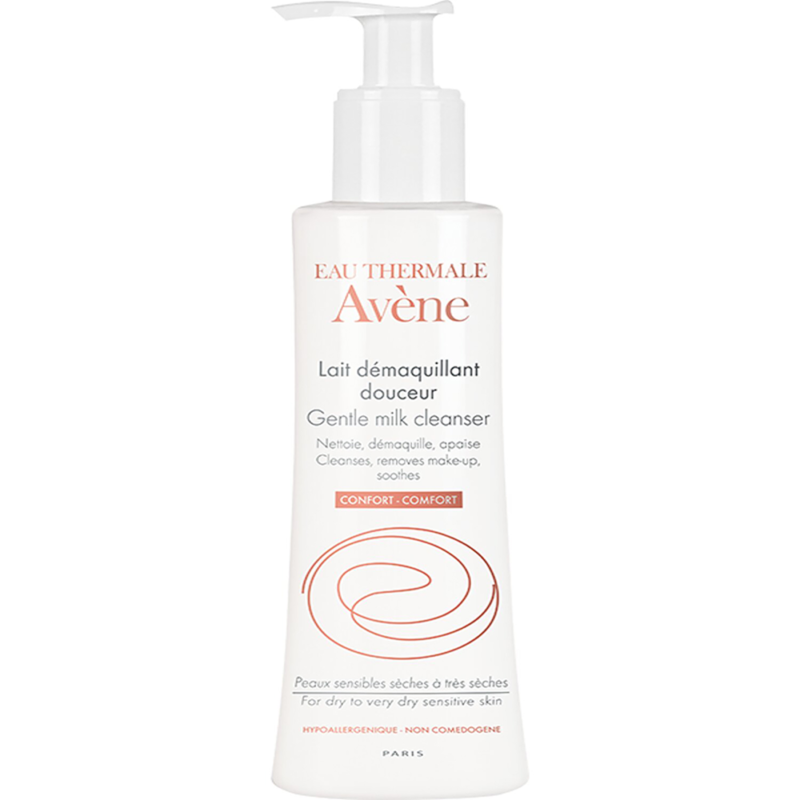 EAU THERMALE
Avène
Lait démaquillant
douceur
Gentle milk cleanser
Nettoie, démaquille, apaise
Cleanses, removes make-up,
soothes
CONFORT - COMFORT
Peaux sensibles sèches à très sèches
For dry to very dry sensitive skin
HYPOALLERGENIQUE - NON COMEDOGENE
PARIS